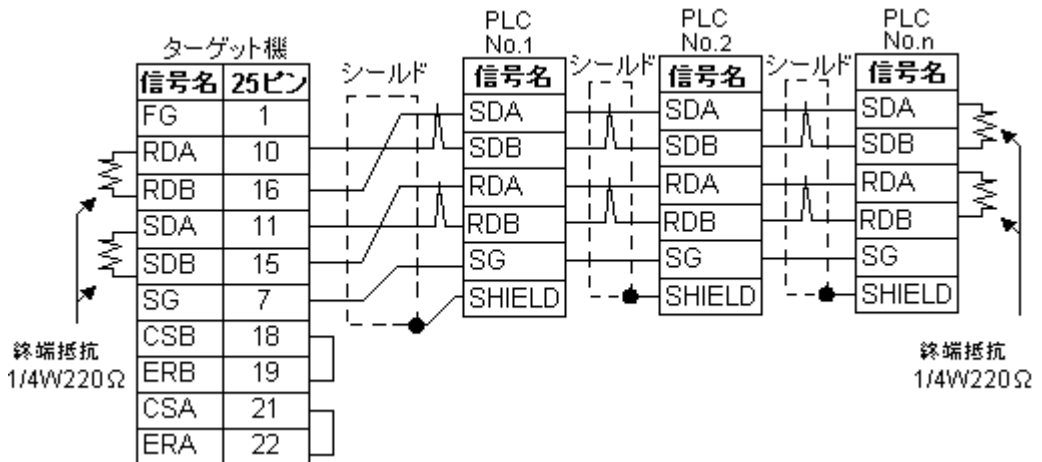 ターゲット機
信号名 25ピン
FG 1
RDA 10
RDB 16
SDA 11
SDB 15
SG 7
CSB 18
ERB 19
CSA 21
ERA 22
終端抵抗
1/4W220Ω
シールド
PLC
No.1
信号名
SDA
SDB
RDA
RDB
SG
SHIELD
シールド
PLC
No.2
信号名
SDA
SDB
RDA
RDB
SG
SHIELD
シールド
PLC
No.n
信号名
SDA
SDB
RDA
RDB
SG
SHIELD
終端抵抗
1/4W220Ω